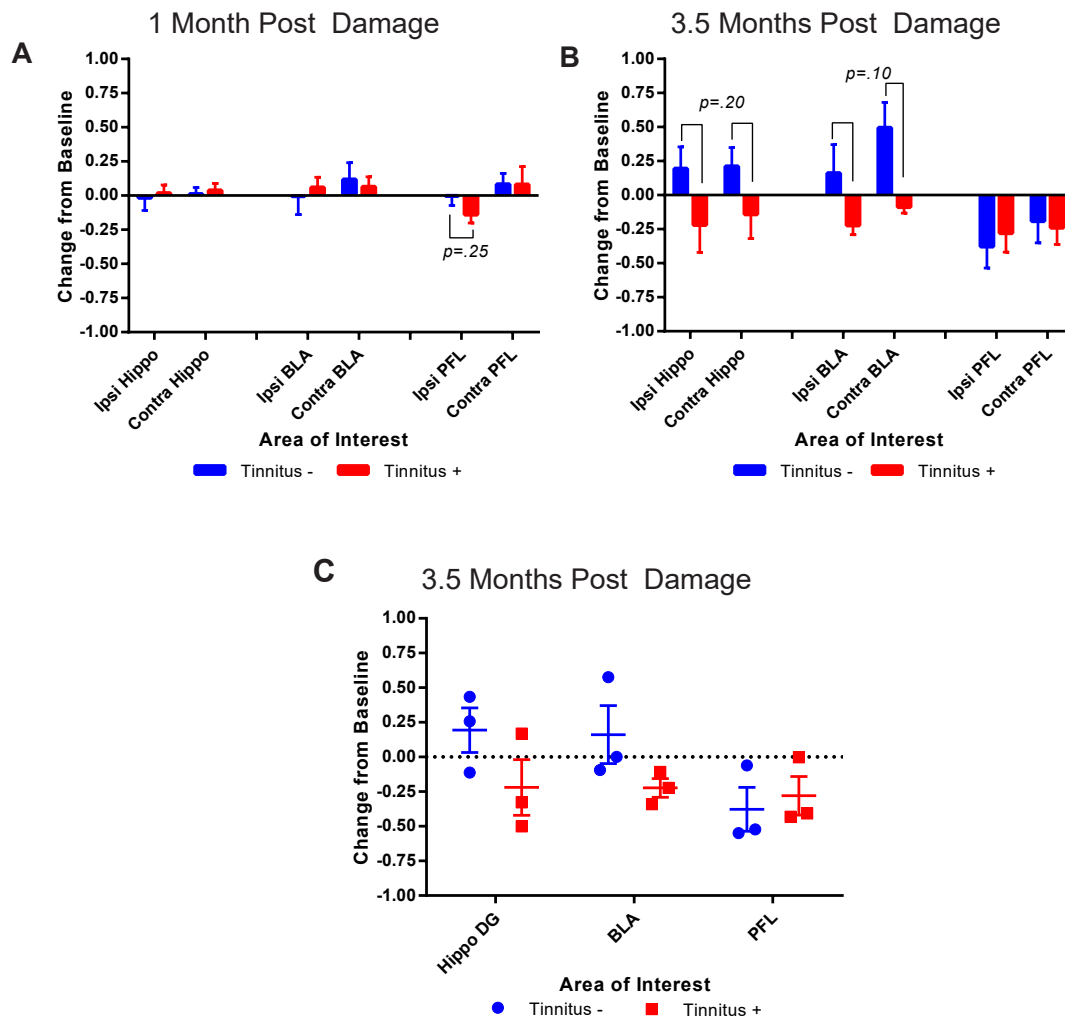 1 Month Post Damage
A
Change from Baseline
1.00
0.75
0.50
0.25
0.00
-0.25
-0.50
-0.75
-1.00
p=.25
Ipsi Hippo
Contra Hippo
Ipsi BLA
Contra BLA
Ipsi PFL
Contra PFL
Area of Interest
Tinnitus - Tinnitus +
3.5 Months Post Damage
B
Change from Baseline
1.00
0.75
0.50
0.25
0.00
-0.25
-0.50
-0.75
-1.00
p=.20
p=.10
Ipsi Hippo
Contra Hippo
Ipsi BLA
Contra BLA
Ipsi PFL
Contra PFL
Area of Interest
Tinnitus - Tinnitus +
C
3.5 Months Post Damage
Change from Baseline
1.00
0.75
0.50
0.25
0.00
-0.25
-0.50
-0.75
-1.00
Hippo DG
BLA
PFL
Area of Interest
Tinnitus - Tinnitus +